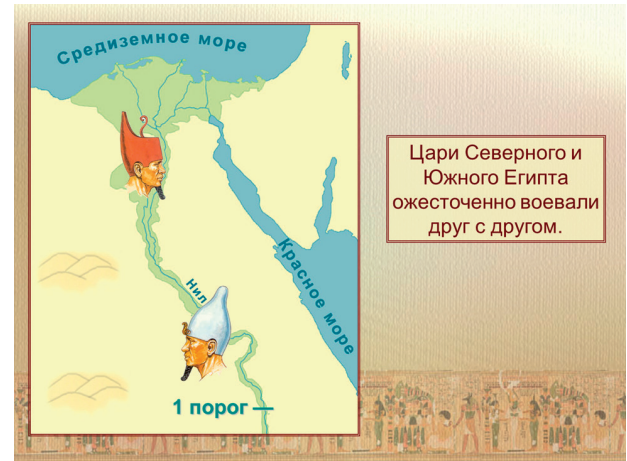 Средиземное море
Нил
Красное море
1 порог —
Цари Северного и
Южного Египта
ожесточенно воевали
друг с другом.